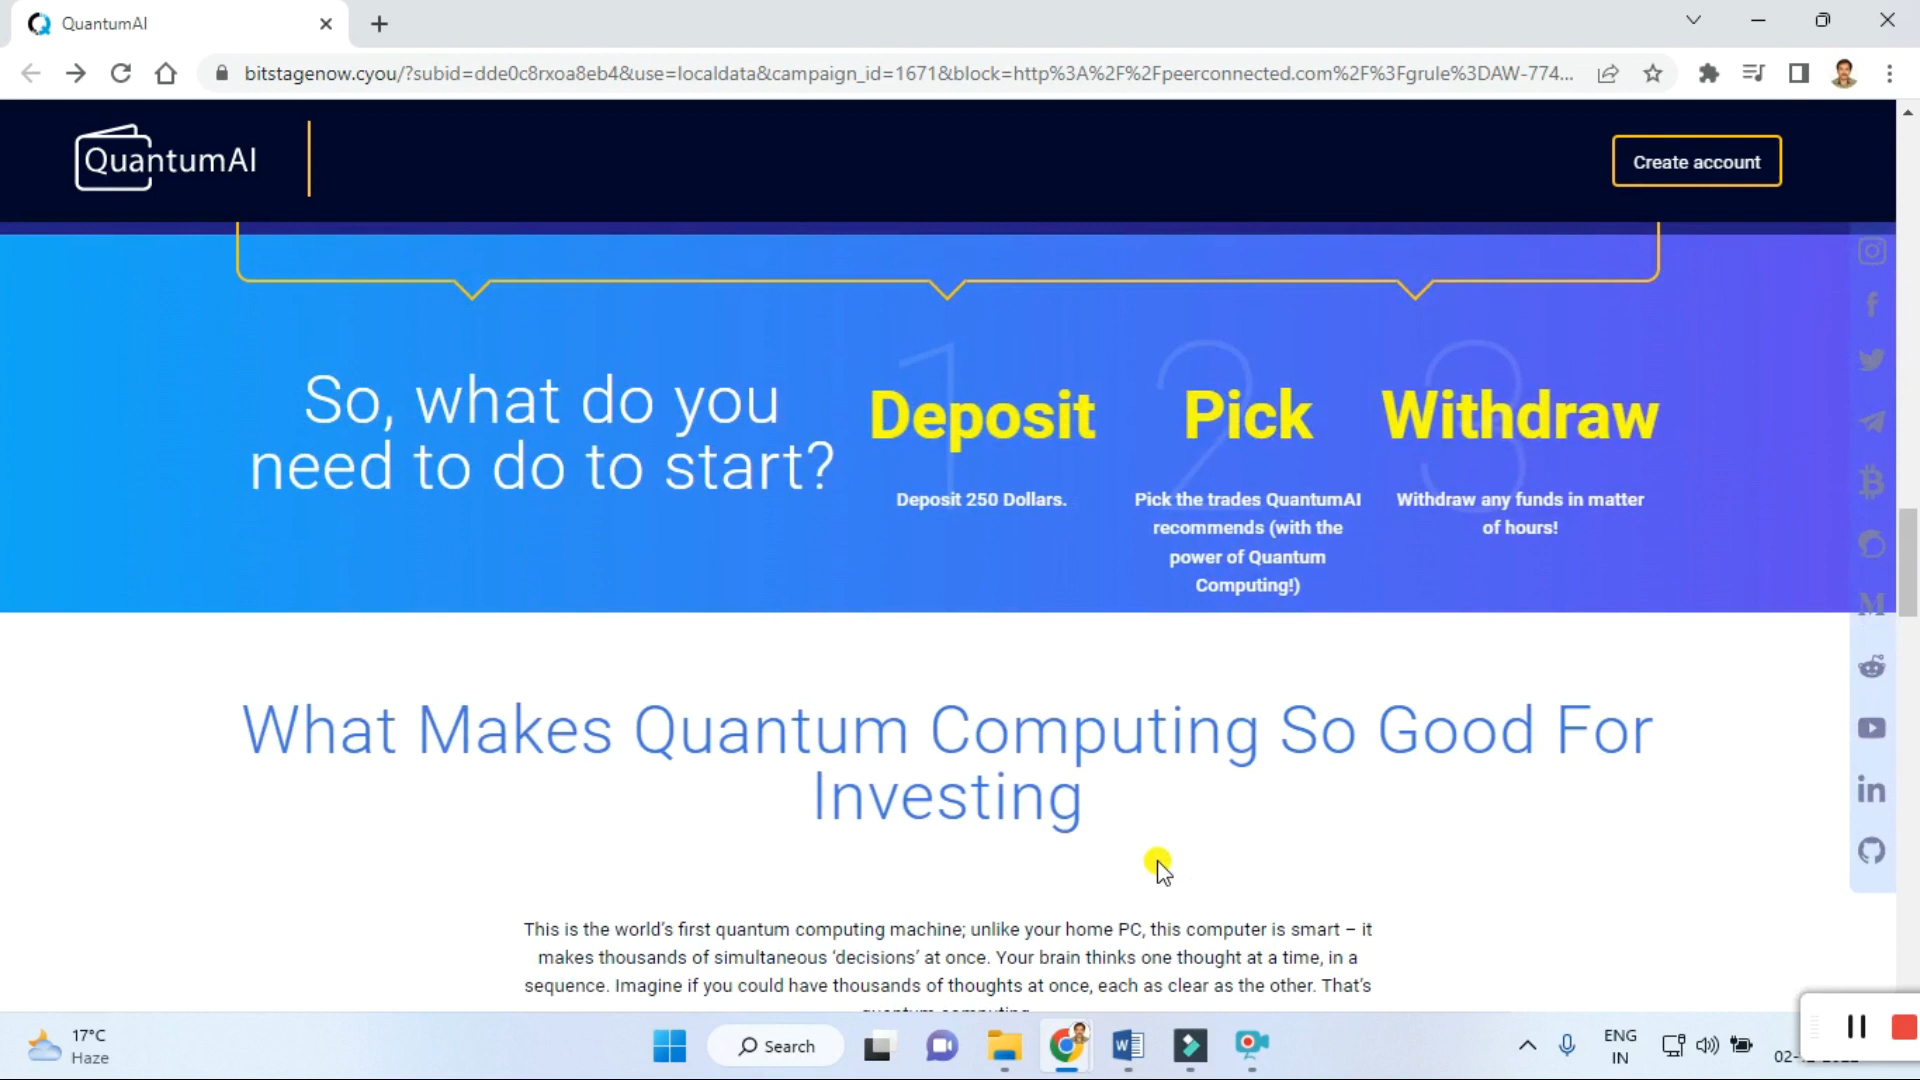 QuantumAI
bitstagenow.cyou/?subid=dde0c8rxoa8eb4&use=localdata&campaign_id=1671&block=http%3A%2F%2Fpeerconnected.com%2F%3Fgrule%3DAW-774...
QuantumAI
Create account
So, what do you
need to do to start?
1
Deposit
Deposit 250 Dollars.
2
Pick
Pick the trades QuantumAI
recommends (with the
power of Quantum
Computing!)
3
Withdraw
Withdraw any funds in matter
of hours!
What Makes Quantum Computing So Good For
Investing
This is the world's first quantum computing machine; unlike your home PC, this computer is smart – it
makes thousands of simultaneous ‘decisions’ at once. Your brain thinks one thought at a time, in a
sequence. Imagine if you could have thousands of thoughts at once, each as clear as the other. That's
quantum computing
17°C
Haze
Search
ENG
IN